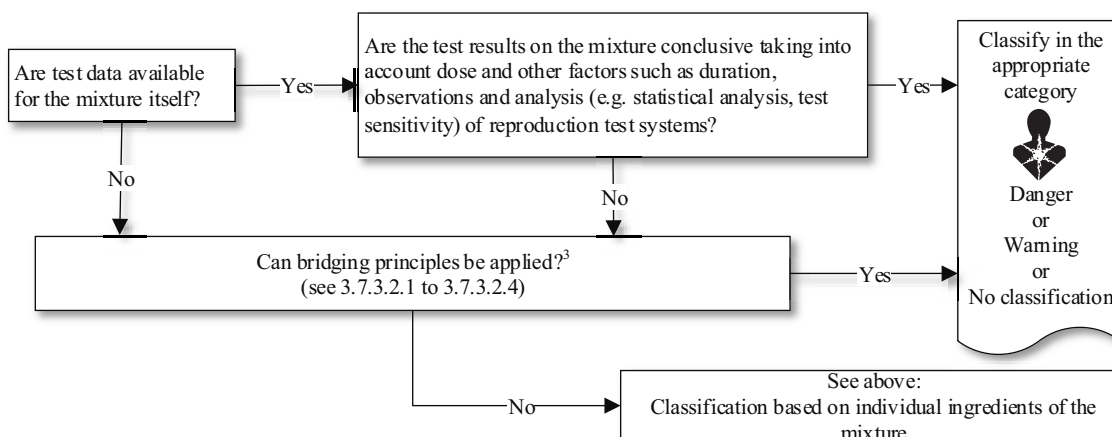 Are test data available
for the mixture itself?
Yes
Are the test results on the mixture conclusive taking into
account dose and other factors such as duration,
observations and analysis (e.g. statistical analysis, test
sensitivity) of reproduction test systems?
Yes
Classify in the
appropriate
category
Danger
or
Warning
or
No classification
No
No
Can bridging principles be applied?³
(see 3.7.3.2.1 to 3.7.3.2.4)
Yes
No
See above:
Classification based on individual ingredients of the
mixture